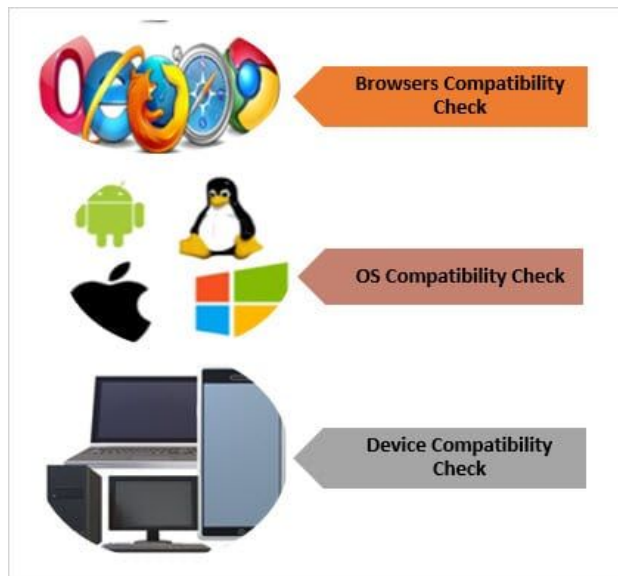 Browsers Compatibility
Check
OS Compatibility Check
Device Compatibility
Check